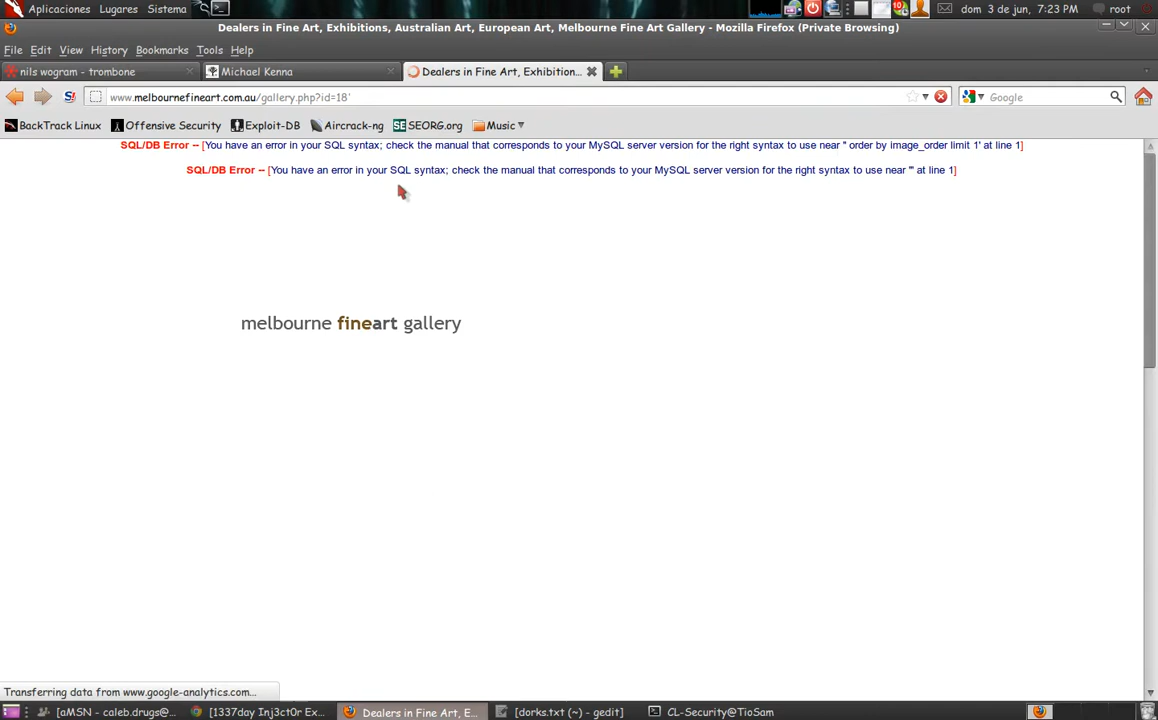 Aplicaciones Lugares Sistema dom 3 de jun, 7:23 PM root
Dealers in Fine Art, Exhibitions, Australian Art, European Art, Melbourne Fine Art Gallery - Mozilla Firefox (Private Browsing)
File Edit View History Bookmarks Tools Help
nils wogram - trombone Michael Kenna Dealers in Fine Art, Exhibition...
www.melbournefineart.com.au/gallery.php?id=18' Google
BackTrack Linux Offensive Security Exploit-DB Aircrack-ng SEORG.org Music
SQL/DB Error -- [You have an error in your SQL syntax; check the manual that corresponds to your MySQL server version for the right syntax to use near '' order by image_order limit 1' at line 1]
SQL/DB Error -- [You have an error in your SQL syntax; check the manual that corresponds to your MySQL server version for the right syntax to use near ''' at line 1]
melbourne fineart gallery
Transferring data from www.google-analytics.com...
[aMSN - caleb.drugs@... [1337day Inj3ct0r Ex... Dealers in Fine Art, E... [dorks.txt (~) - gedit] CL-Security@TioSam